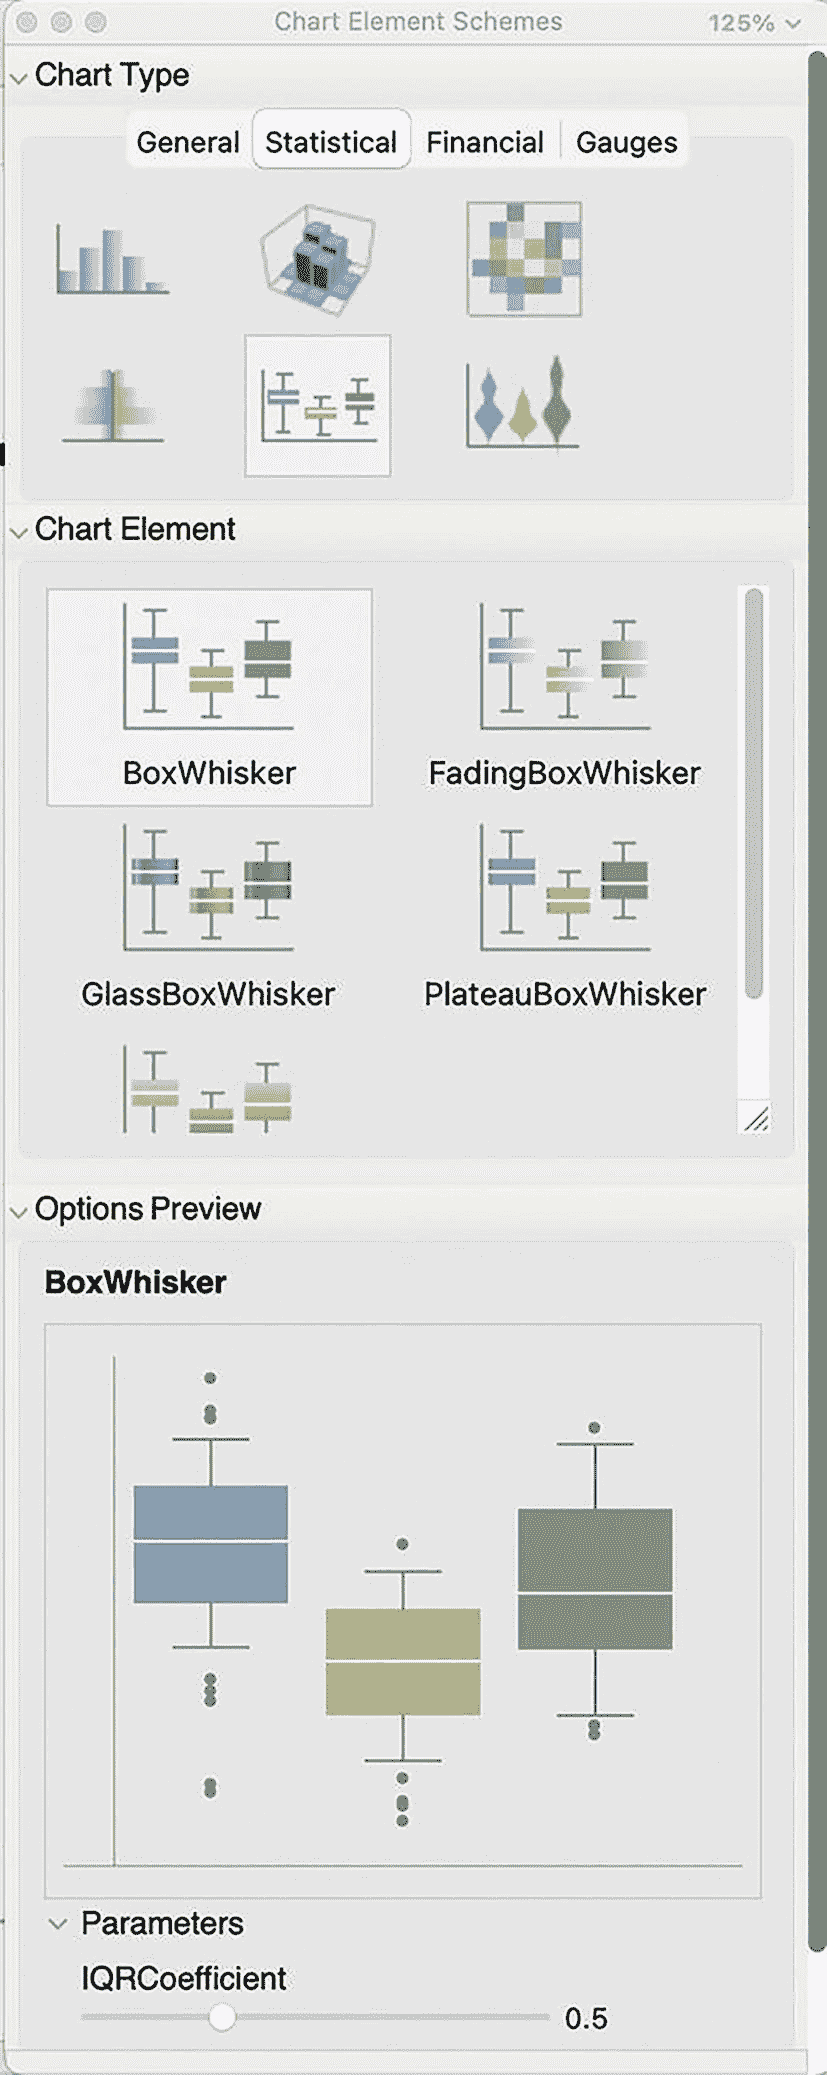 Chart Element Schemes 125%
Chart Type
General Statistical Financial Gauges
Chart Element
BoxWhisker FadingBoxWhisker
GlassBoxWhisker PlateauBoxWhisker
Options Preview
BoxWhisker
Parameters
IQRCoefficient
0.5